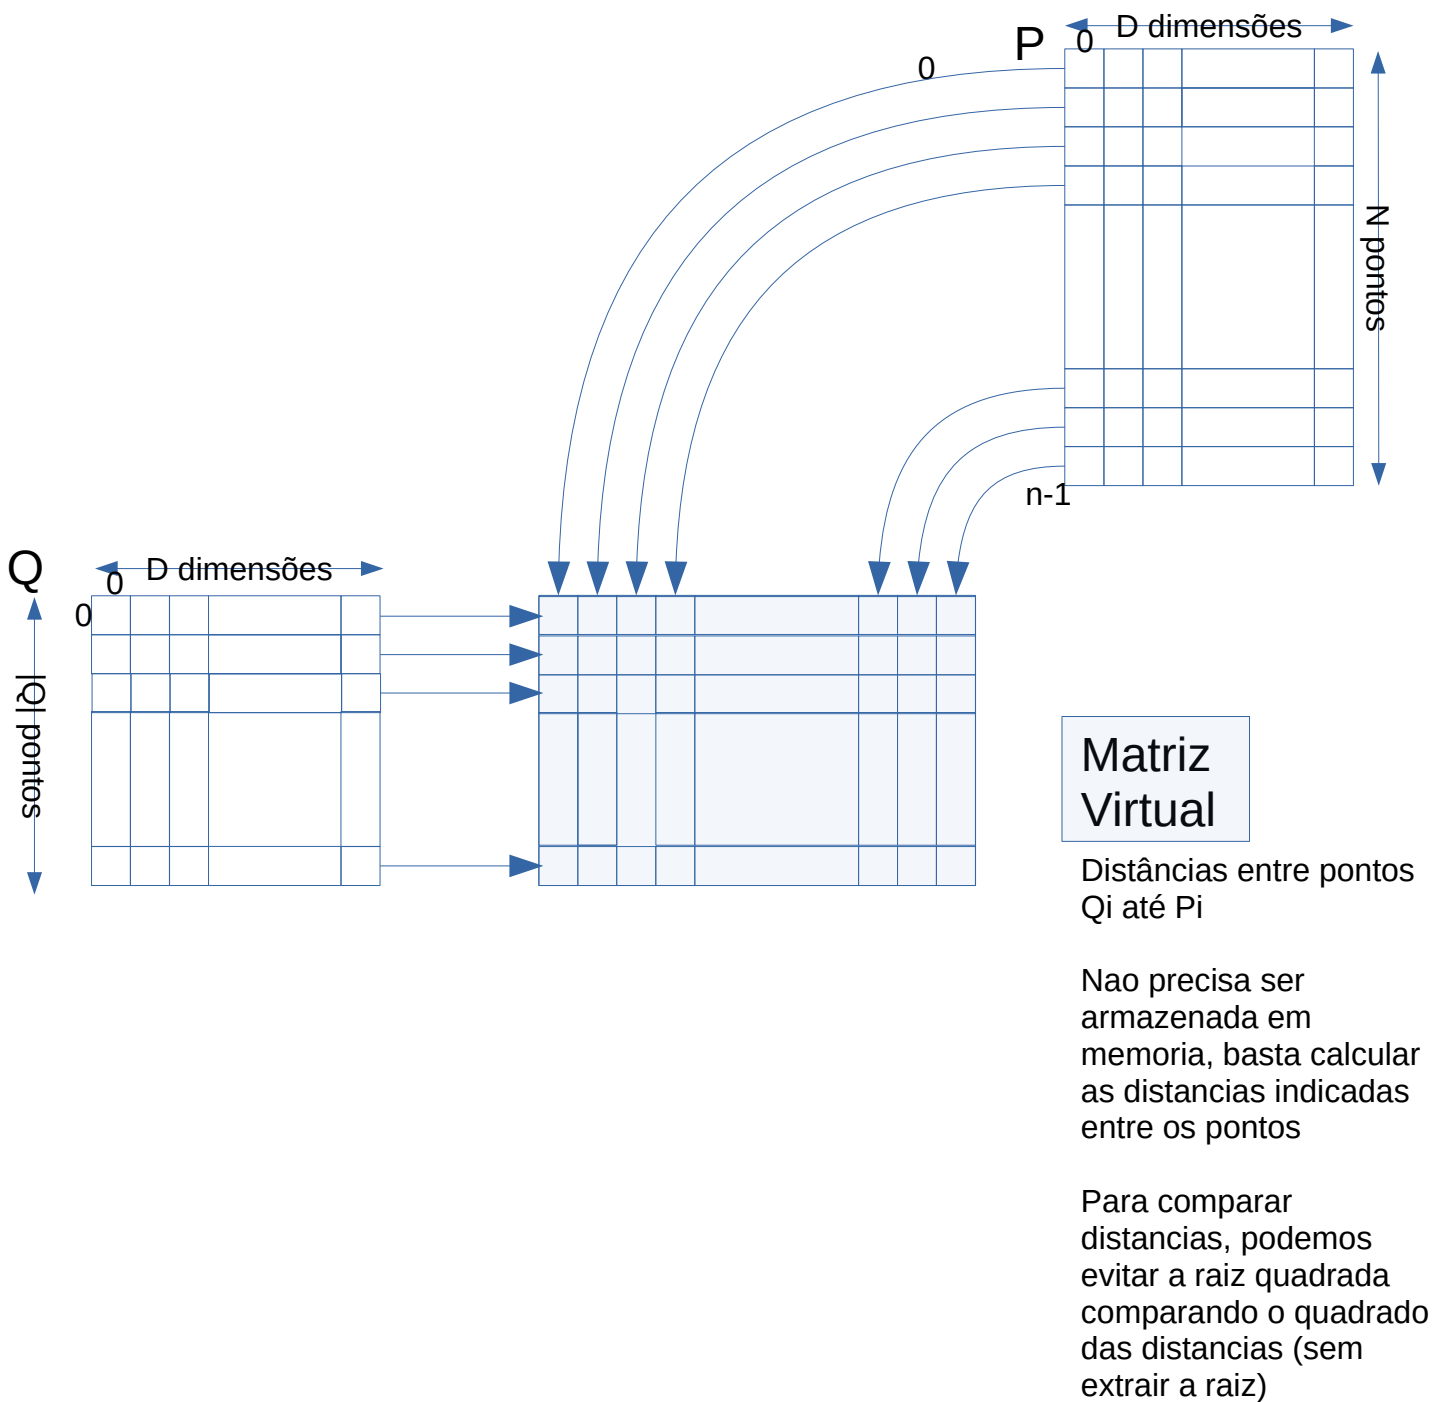 P
0
D dimensões
0
N pontos
n-1
Q
0
D dimensões
0
|Q| pontos
Matriz
Virtual
Distâncias entre pontos
Qi até Pi
Nao precisa ser
armazenada em
memoria, basta calcular
as distancias indicadas
entre os pontos
Para comparar
distancias, podemos
evitar a raiz quadrada
comparando o quadrado
das distancias (sem
extrair a raiz)